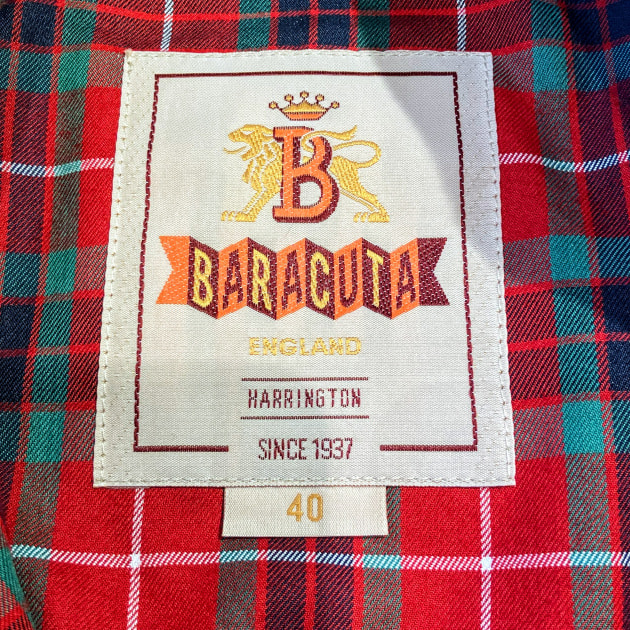 B
BARACUTA
ENGLAND
HARRINGTON
SINCE 1937
40